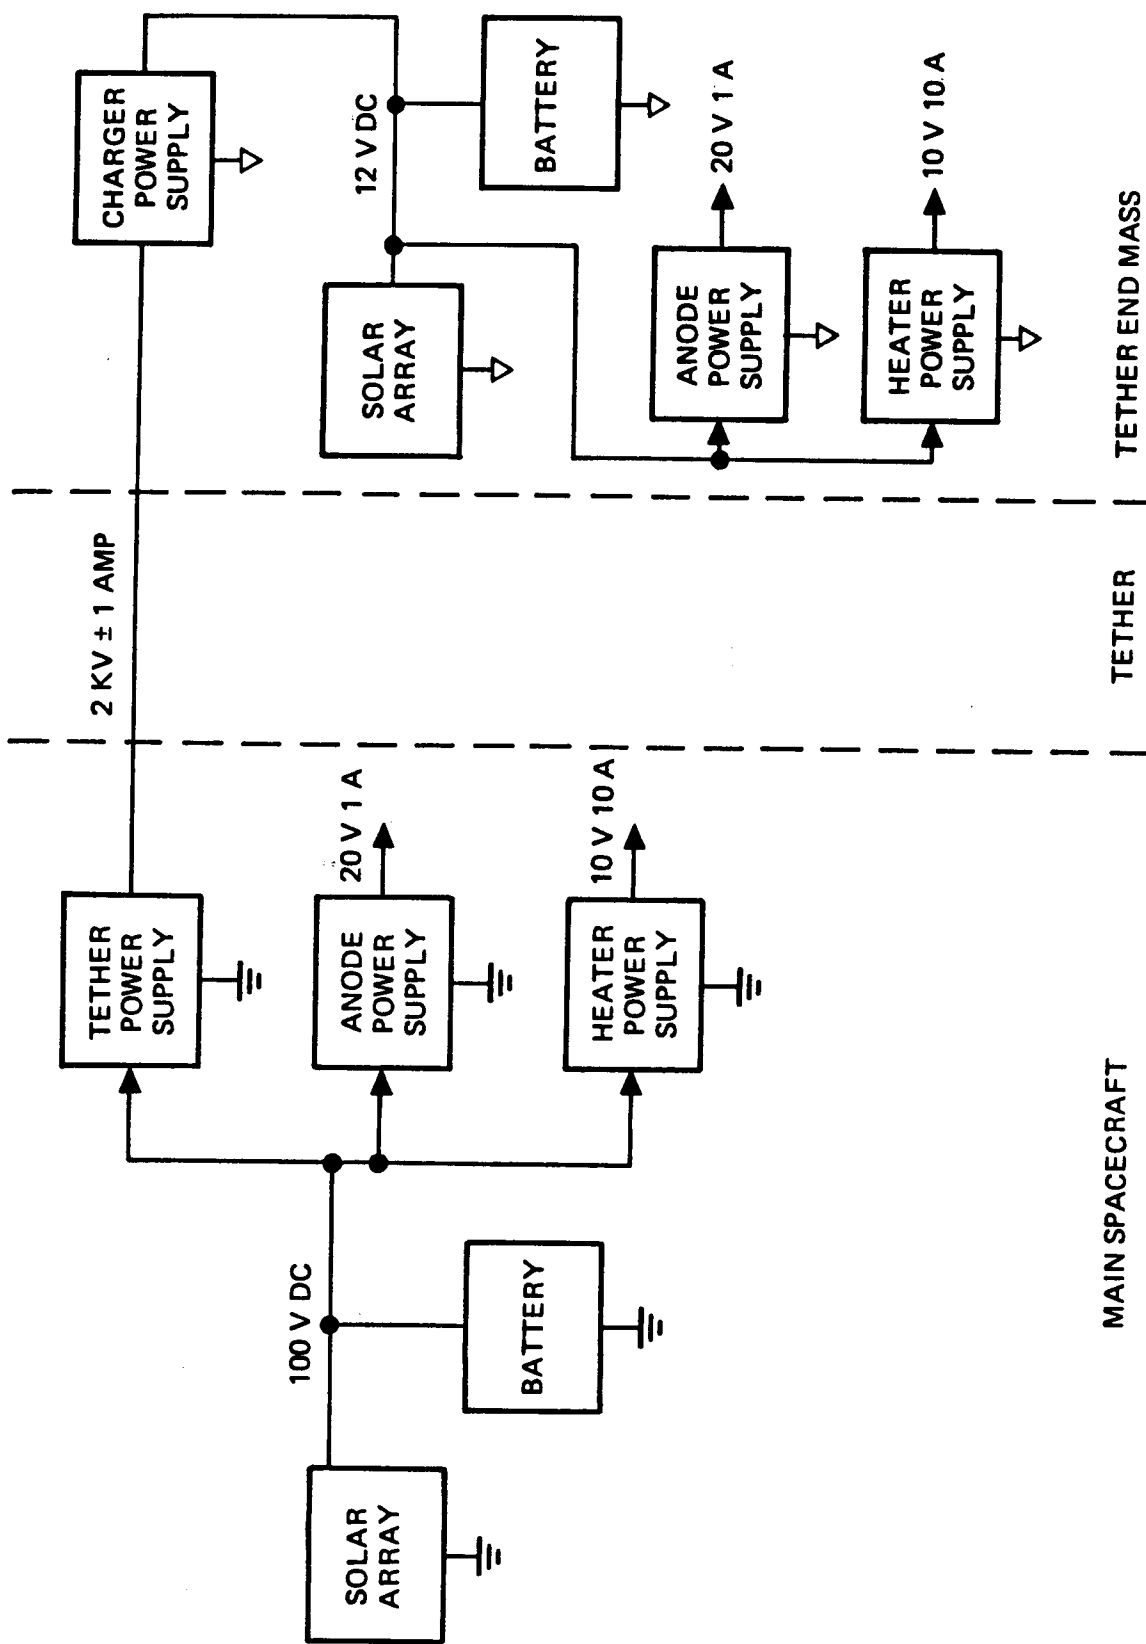 SOLAR
ARRAY
100 V DC
BATTERY
TETHER
POWER
SUPPLY
ANODE
POWER
SUPPLY
20 V 1 A
HEATER
POWER
SUPPLY
10 V 10 A
MAIN SPACECRAFT
2 KV ± 1 AMP
TETHER
CHARGER
POWER
SUPPLY
12 V DC
SOLAR
ARRAY
BATTERY
ANODE
POWER
SUPPLY
20 V 1 A
HEATER
POWER
SUPPLY
10 V 10 A
TETHER END MASS